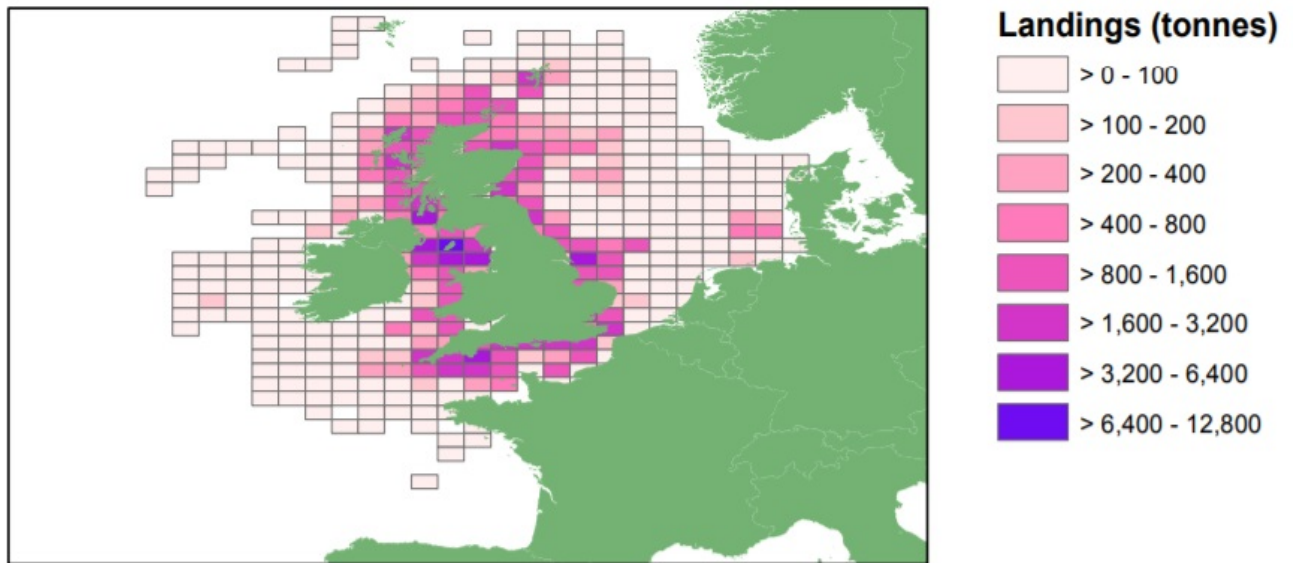 Landings (tonnes)
> 0 - 100
> 100 - 200
> 200 - 400
> 400 - 800
> 800 - 1,600
> 1,600 - 3,200
> 3,200 - 6,400
> 6,400 - 12,800